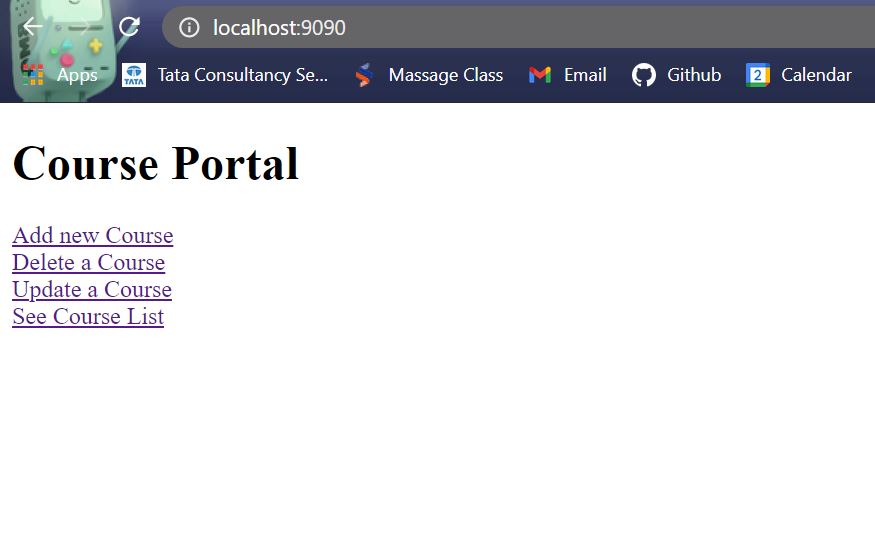 localhost:9090
Apps TATA Tata Consultancy Se... Massage Class Email Github 2 Calendar
Course Portal
Add new Course
Delete a Course
Update a Course
See Course List